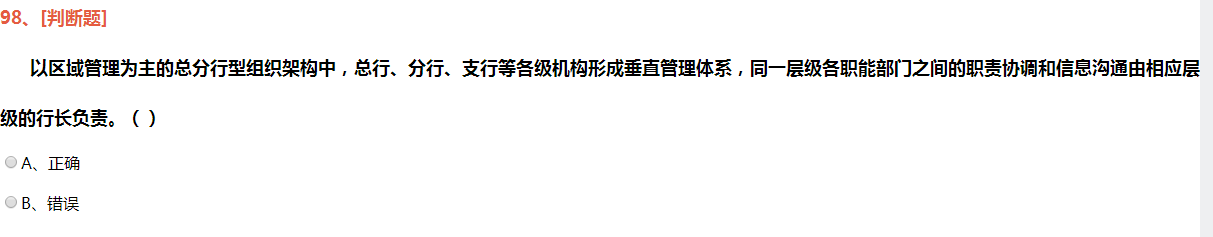 98、[判断题]
以区域管理为主的总分行型组织架构中，总行、分行、支行等各级机构形成垂直管理体系，同一层级各职能部门之间的职责协调和信息沟通由相应层
级的行长负责。（ ）
A、正确
B、错误